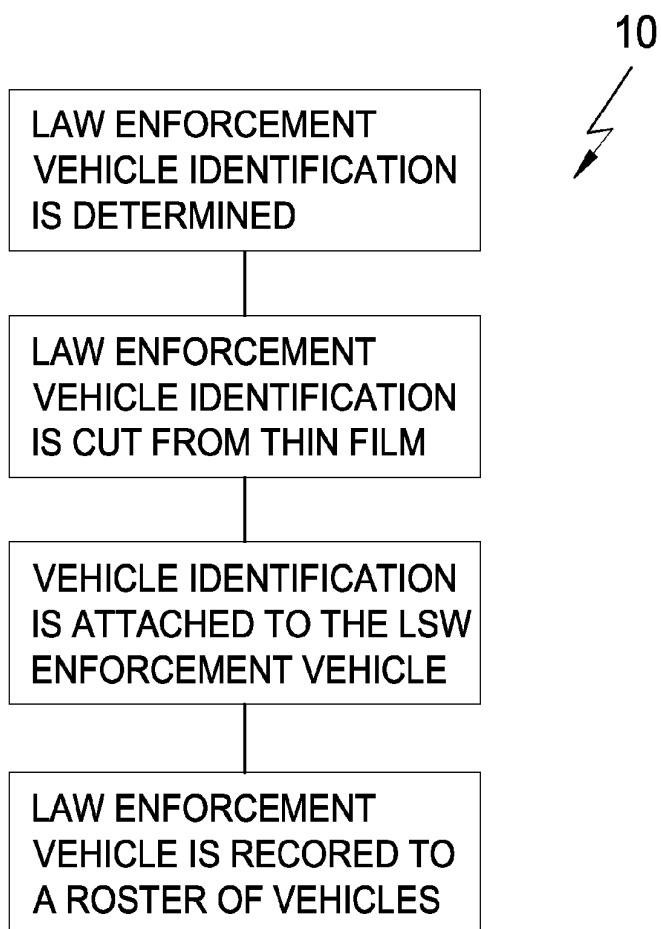 10
LAW ENFORCEMENT
VEHICLE IDENTIFICATION
IS DETERMINED
LAW ENFORCEMENT
VEHICLE IDENTIFICATION
IS CUT FROM THIN FILM
VEHICLE IDENTIFICATION
IS ATTACHED TO THE LSW
ENFORCEMENT VEHICLE
LAW ENFORCEMENT
VEHICLE IS RECORED TO
A ROSTER OF VEHICLES